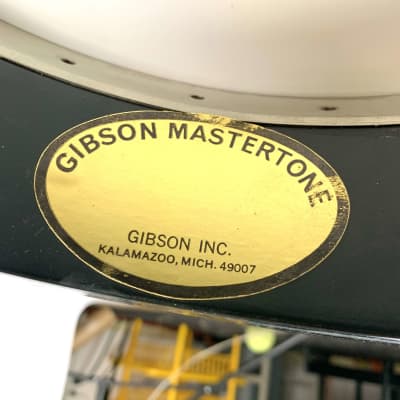 GIBSON MASTERTONE
GIBSON INC.
KALAMAZOO, MICH. 49007